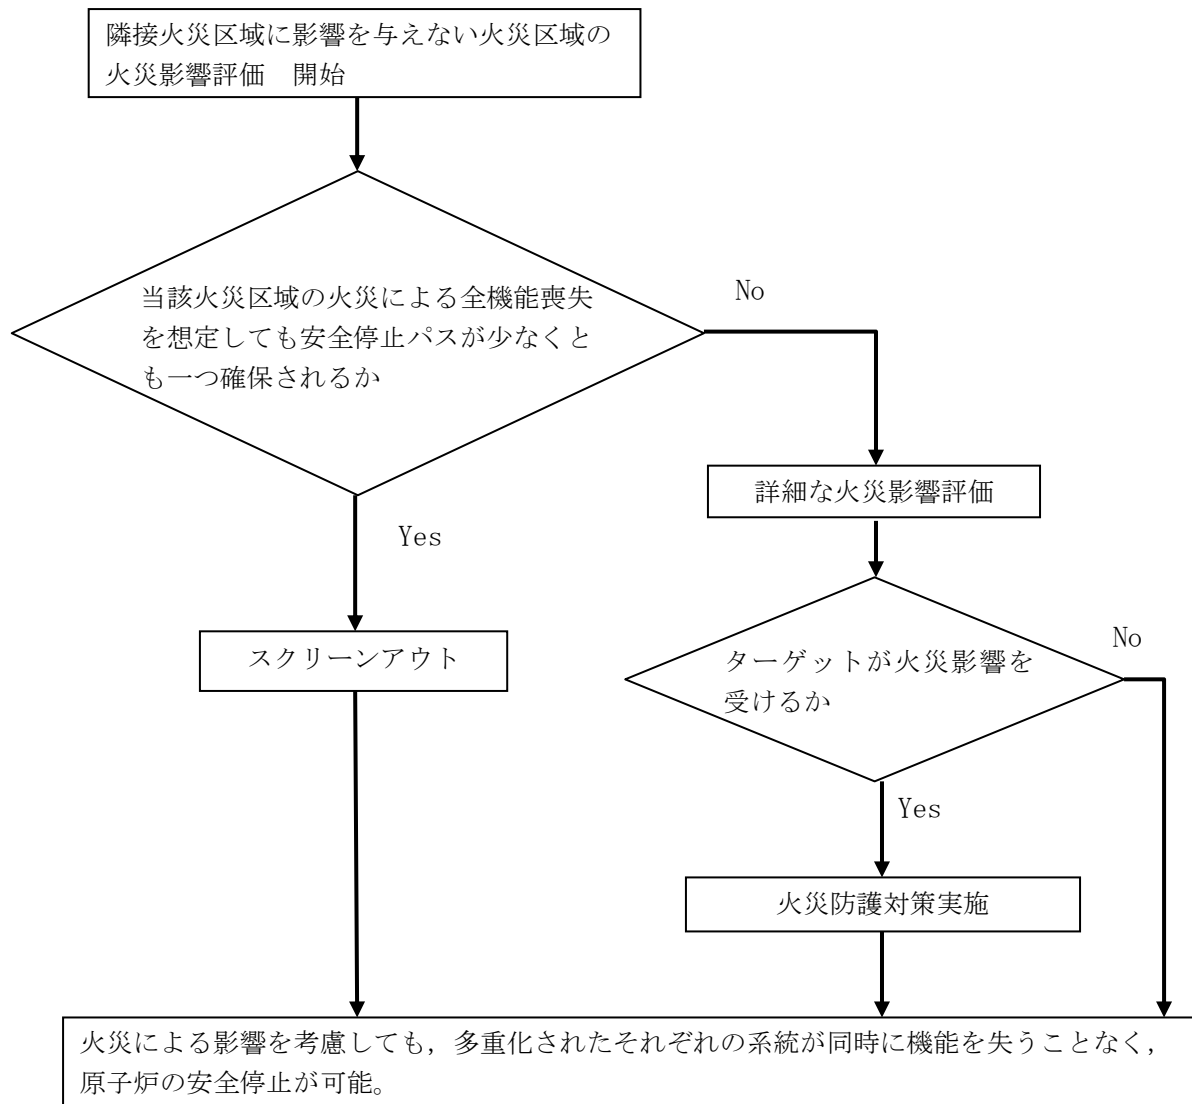 隣接火災区域に影響を与えない火災区域の
火災影響評価　開始
当該火災区域の火災による全機能喪失
を想定しても安全停止パスが少なくと
も一つ確保されるか
No
Yes
詳細な火災影響評価
スクリーンアウト
ターゲットが火災影響を
受けるか
No
Yes
火災防護対策実施
火災による影響を考慮しても，多重化されたそれぞれの系統が同時に機能を失うことなく，
原子炉の安全停止が可能。